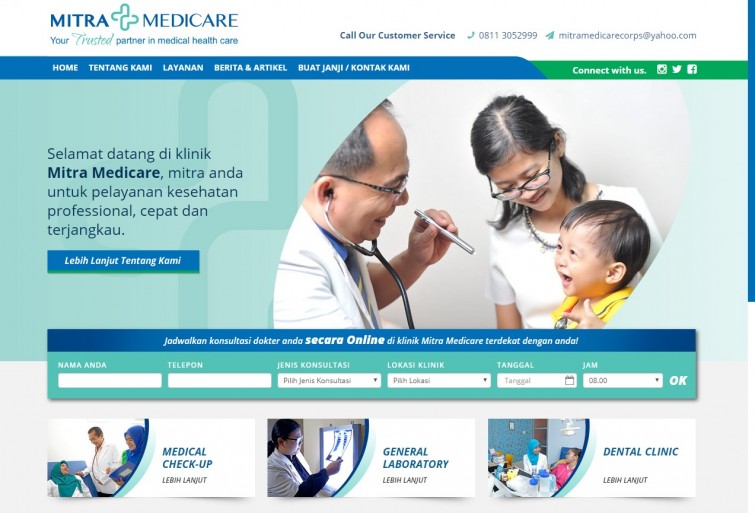 MITRA MEDICARE
Your Trusted partner in medical health care
Call Our Customer Service 0811 3052999 mitramedicarecorps@yahoo.com
HOME TENTANG KAMI LAYANAN BERITA & ARTIKEL BUAT JANJI / KONTAK KAMI
Connect with us.
Selamat datang di klinik
Mitra Medicare, mitra anda
untuk pelayanan kesehatan
professional, cepat dan
terjangkau.
Lebih Lanjut Tentang Kami
Jadwalkan konsultasi dokter anda secara Online di klinik Mitra Medicare terdekat dengan anda!
NAMA ANDA TELEPON JENIS KONSULTASI LOKASI KLINIK TANGGAL JAM
Pilih Jenis Konsultasi Pilih Lokasi Tanggal 08.00 OK
MEDICAL
CHECK-UP
LEBIH LANJUT
GENERAL
LABORATORY
LEBIH LANJUT
DENTAL CLINIC
LEBIH LANJUT